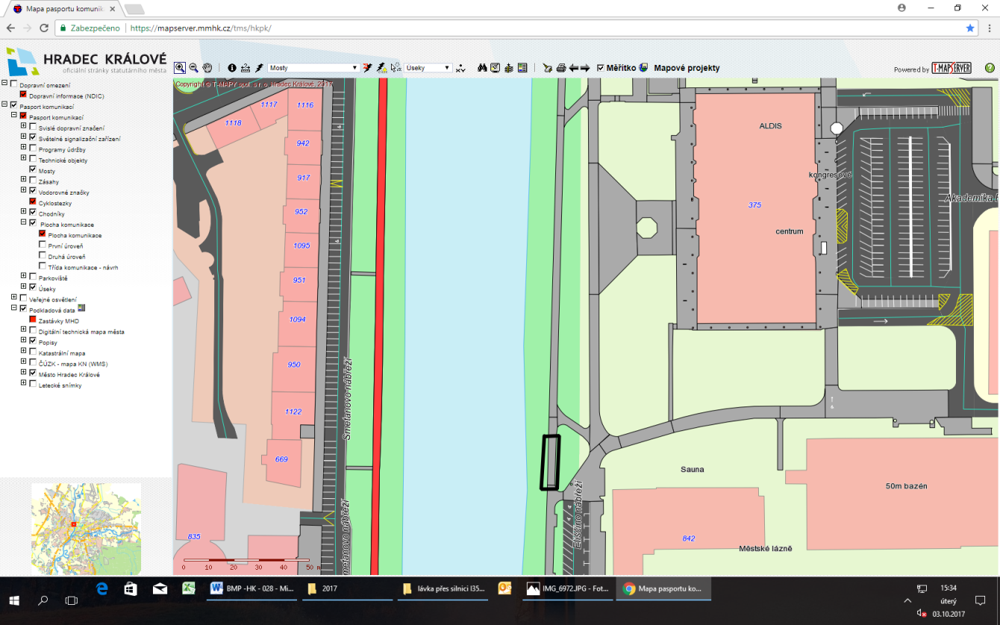 Mapa pasportu komunik
Zabezpečeno | https://mapserver.mmhk.cz/tms/hkpk/
HRADEC KRÁLOVÉ
oficiální stránky statutárního města
Mosty
Úseky
Měřítko
Mapové projekty
Powered by T-MAPSERVER
Dopravní omezení
Dopravní informace (NDIC)
Pasport komunikací
Pasport komunikací
Svislé dopravní značení
Světelné signalizační zařízení
Programy údržby
Technické objekty
Mosty
Zásahy
Vodorovné značky
Cyklostezky
Chodníky
Plocha komunikace
Plocha komunikace
První úroveň
Druhá úroveň
Třída komunikace - návrh
Parkoviště
Úseky
Veřejné osvětlení
Podkladová data
Zastávky MHD
Digitální technická mapa města
Popisy
Katastrální mapa
ČÚZK - mapa KN (WMS)
Město Hradec Králové
Letecké snímky
Copyright © T-MAPY spol. s r. o. Hradec Králové, 2017
1118
1117
1116
942
917
952
1095
951
1094
950
1122
669
835
Smetanovo nábřeží
metanovo nábřeží
ALDIS
kongresové
375
centrum
Akademika B
Sauna
50m bazén
Eliščino nábřeží
842
Městské lázně
0 10 20 30 40 50
BMP -HK - 028 - Mi...
2017
lávka přes silnici I35...
IMG_6972.JPG - Fot...
Mapa pasportu ko...
15:34
úterý
03.10.2017